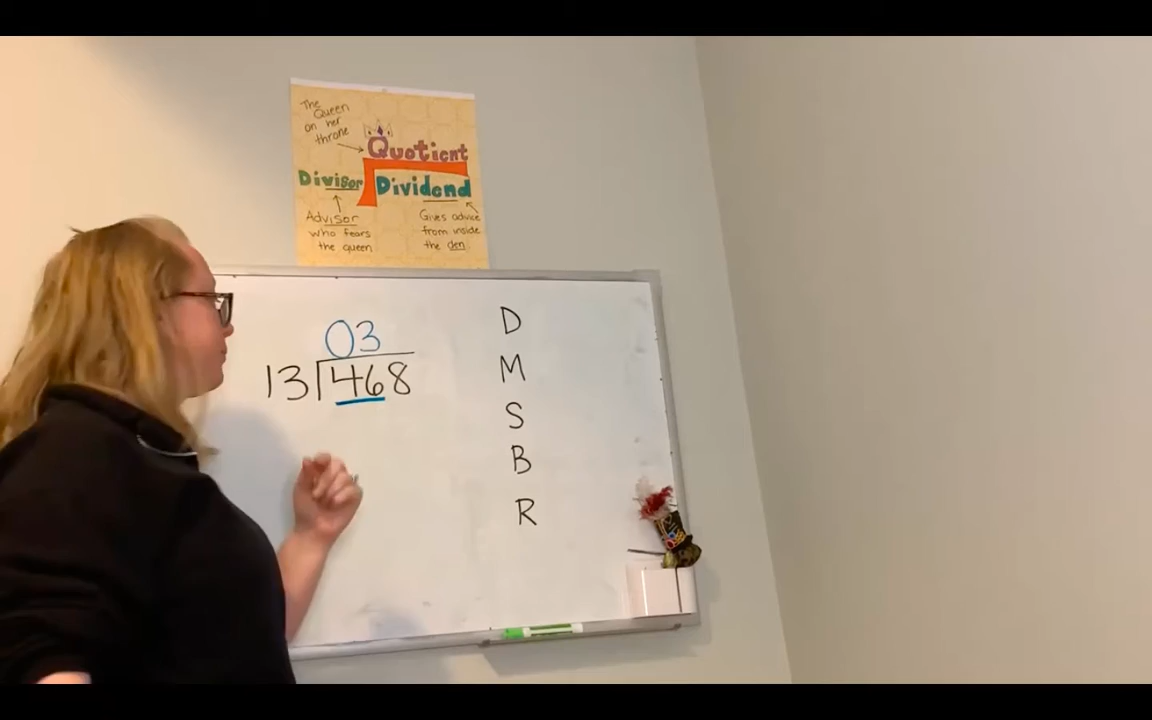 The
Queen
on her
throne
Quotient
Divisor
Dividend
Advisor
who fears
the queen
Gives advice
from inside
the den
03
13 468
D
M
S
B
R